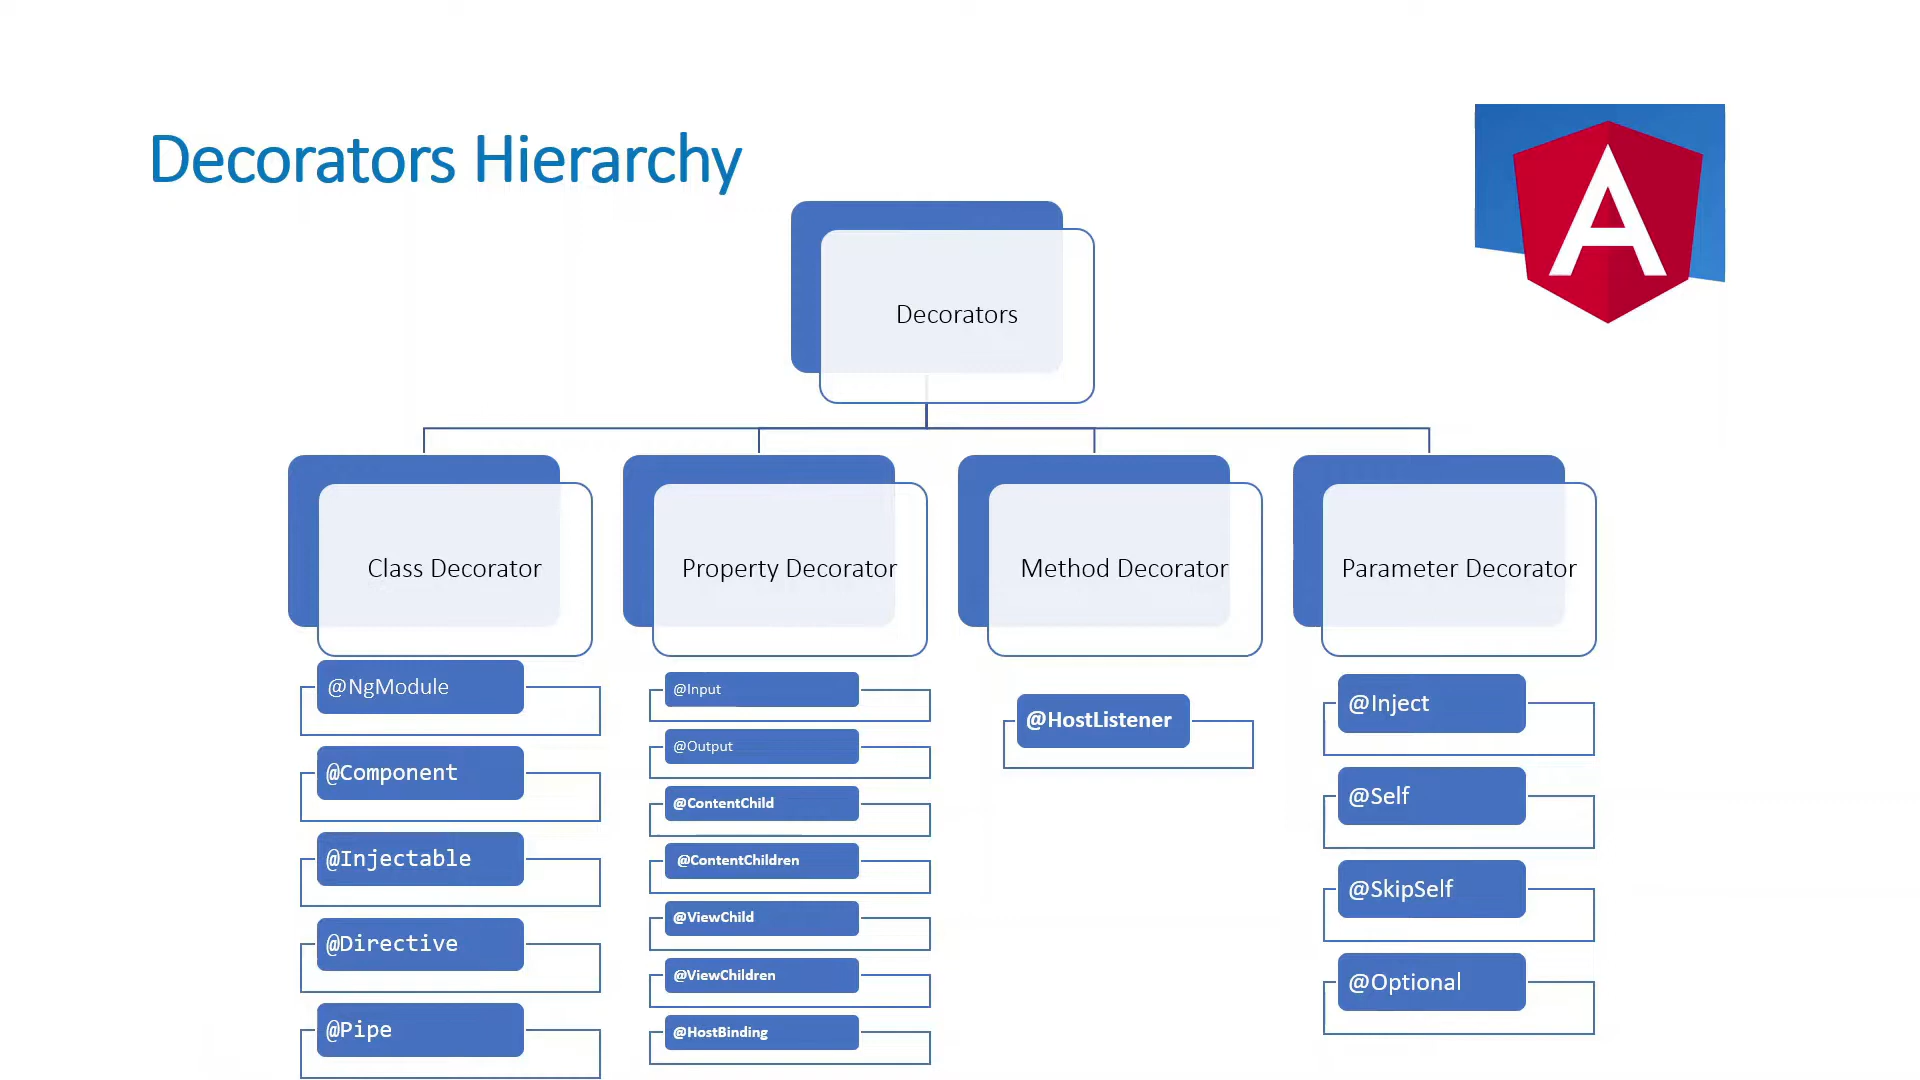 Decorators Hierarchy
A
Decorators
Class Decorator
Property Decorator
Method Decorator
Parameter Decorator
@NgModule
@Component
@Injectable
@Directive
@Pipe
@Input
@Output
@ContentChild
@ContentChildren
@ViewChild
@ViewChildren
@HostBinding
@HostListener
@Inject
@Self
@SkipSelf
@Optional